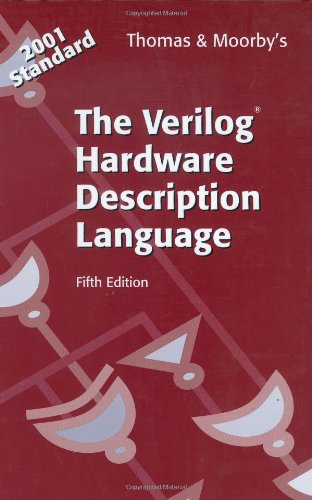 2001
Standard
Thomas & Moorby's
The Verilog®
Hardware
Description
Language
Fifth Edition